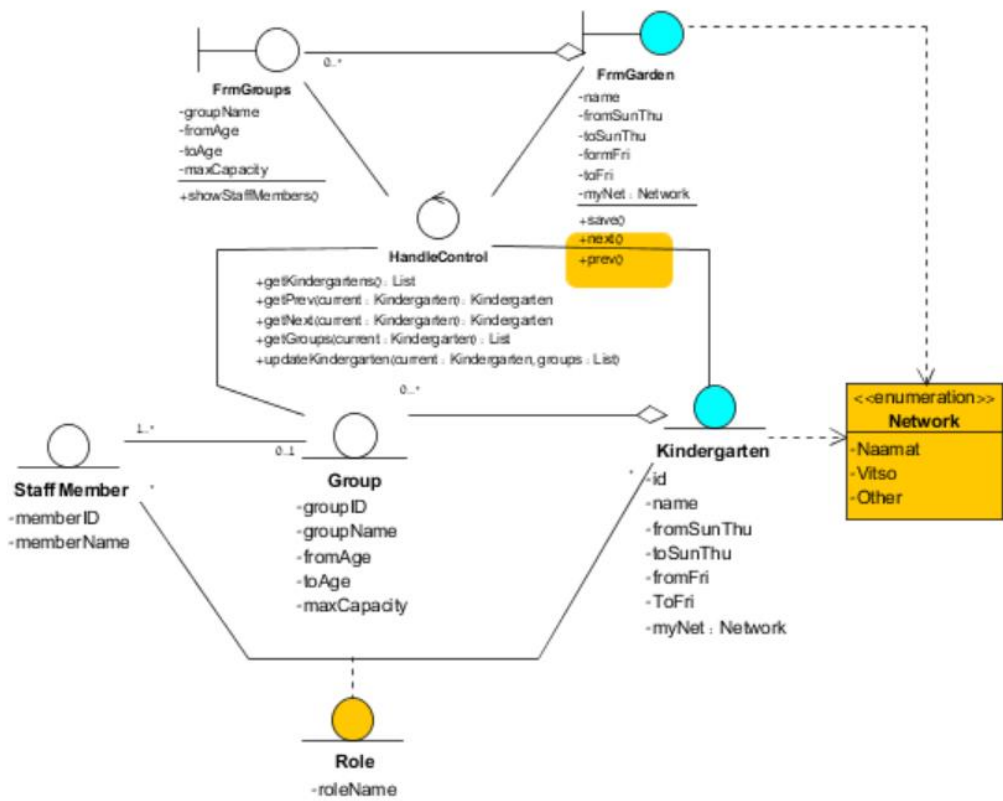 0..*
FrmGroups
-groupName
-fromAge
-toAge
-maxCapacity
+showStaffMembers()
FrmGarden
-name
-fromSunThu
-toSunThu
-formFri
-toFri
-myNet : Network
+save()
+next()
+prev()
HandleControl
+getKindergartens() : List
+getPrev(current : Kindergarten) : Kindergarten
+getNext(current : Kindergarten) : Kindergarten
+getGroups(current : Kindergarten) : List
+updateKindergarten(current : Kindergarten, groups : List)
0..*
1..*
0..1
Staff Member
*
-memberID
-memberName
Group
-groupID
-groupName
-fromAge
-toAge
-maxCapacity
Kindergarten
*
-id
-name
-fromSunThu
-toSunThu
-fromFri
-ToFri
-myNet : Network
<<enumeration>>
Network
-Naamat
-Vitso
-Other
Role
-roleName